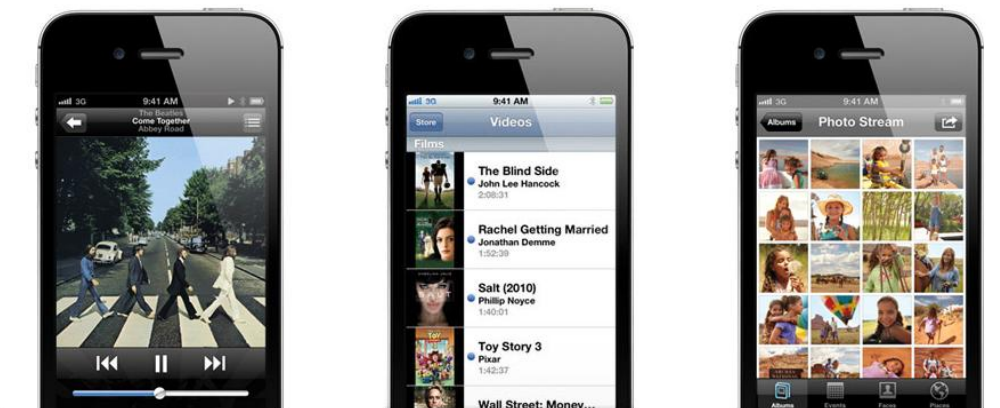 3G
9:41 AM
The Beatles
Come Together
Abbey Road
3G
9:41 AM
Store
Videos
Films
The Blind Side
John Lee Hancock
2:08:31
Rachel Getting Married
Jonathan Demme
1:52:39
Salt (2010)
Phillip Noyce
1:40:01
TOY
Toy Story 3
Pixar
1:42:37
Wall Street: Money...
3G
9:41 AM
Albums
Photo Stream
Albums
Events
Faces
Places